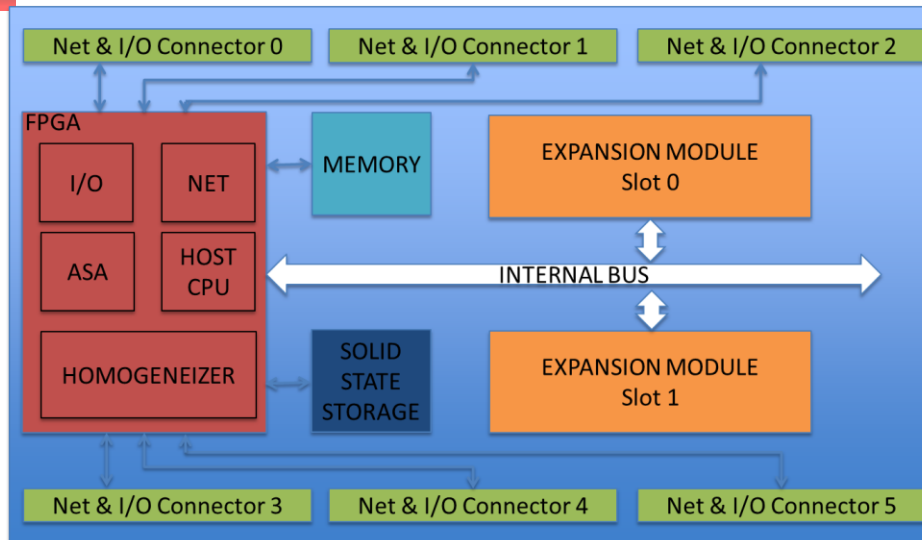 Net & I/O Connector 0
Net & I/O Connector 1
Net & I/O Connector 2
FPGA
I/O
NET
MEMORY
EXPANSION MODULE
Slot 0
ASA
HOST
CPU
INTERNAL BUS
HOMOGENEIZER
SOLID
STATE
STORAGE
EXPANSION MODULE
Slot 1
Net & I/O Connector 3
Net & I/O Connector 4
Net & I/O Connector 5